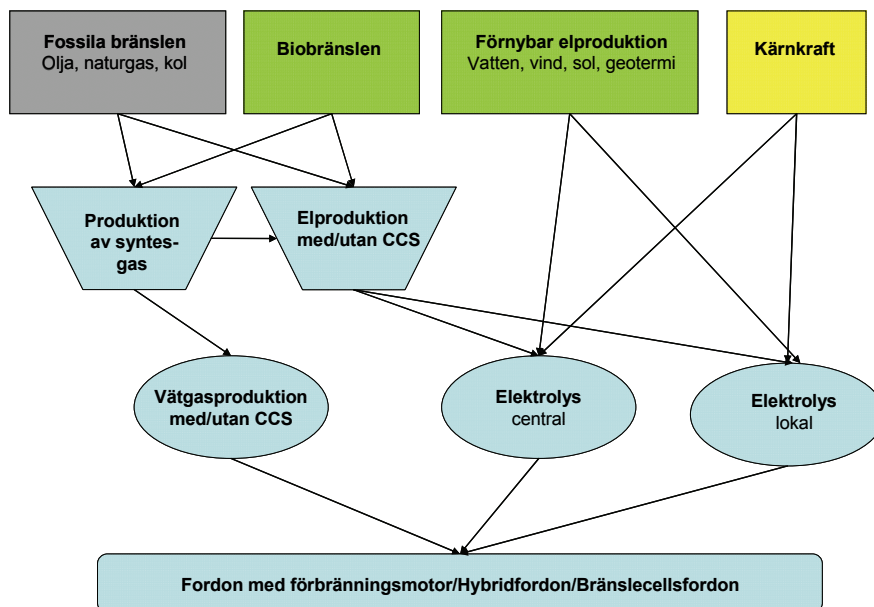 Fossila bränslen
Olja, naturgas, kol
Biobränslen
Förnybar elproduktion
Vatten, vind, sol, geotermi
Kärnkraft
Produktion
av syntes-
gas
Elproduktion
med/utan CCS
Vätgasproduktion
med/utan CCS
Elektrolys
central
Elektrolys
lokal
Fordon med förbränningsmotor/Hybridfordon/Bränslecellsfordon